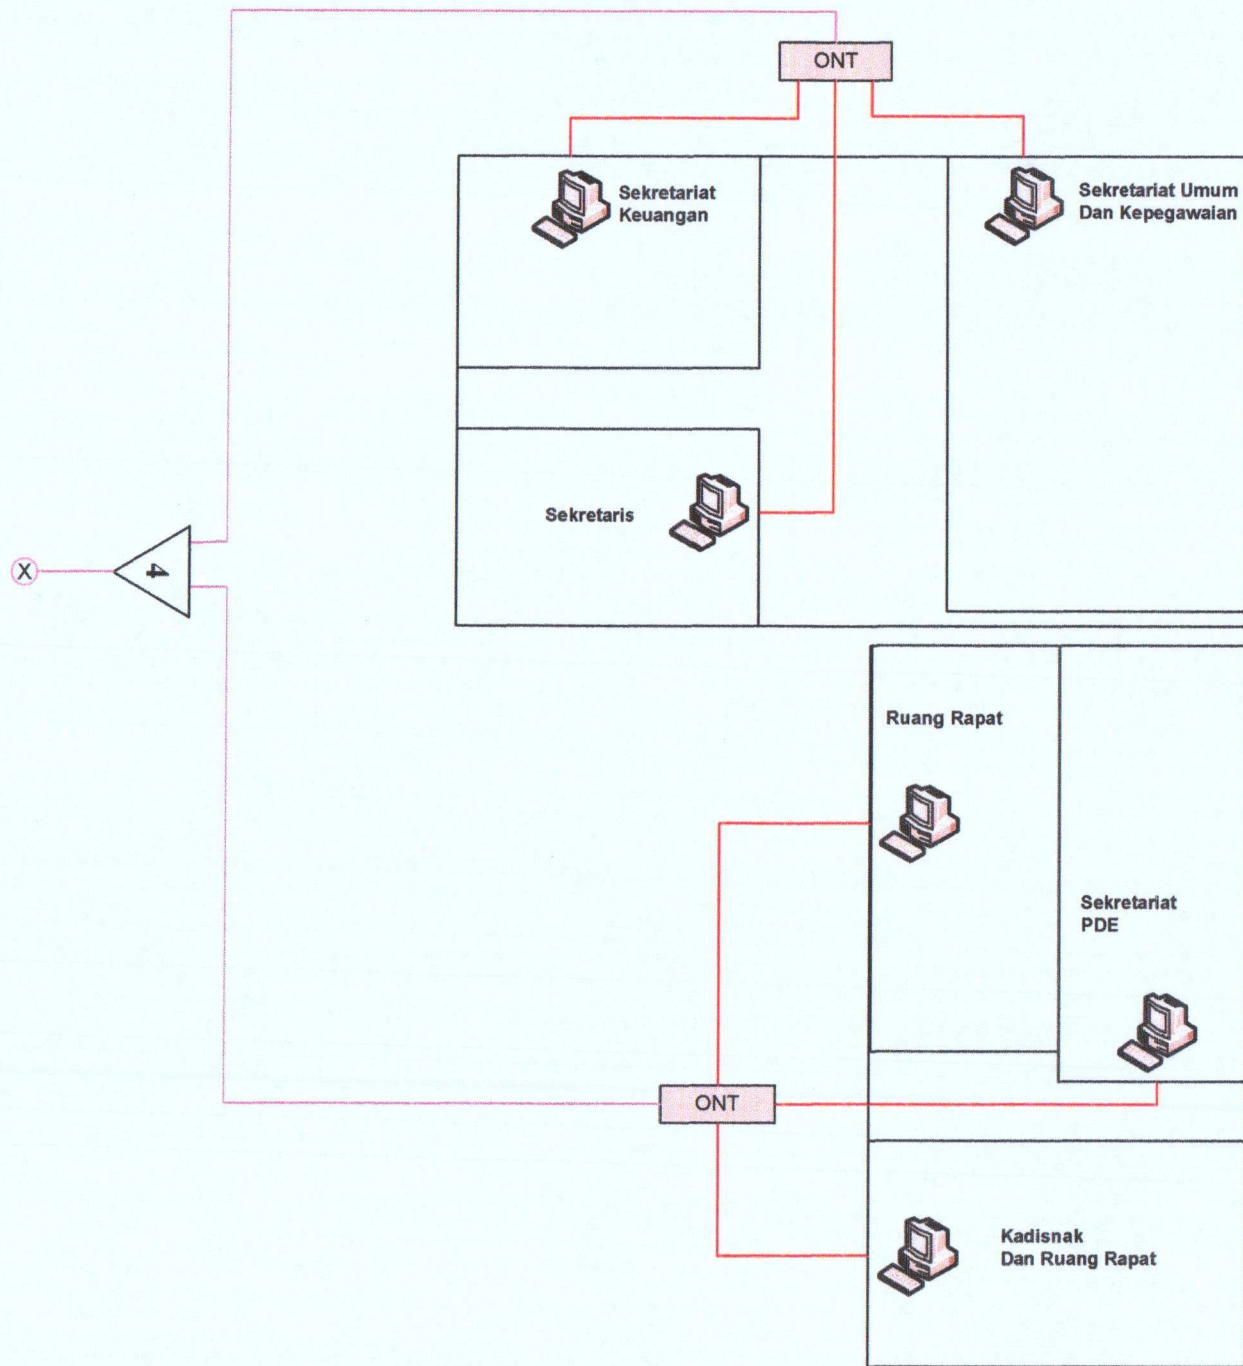 ONT
Sekretariat
Keuangan
Sekretariat Umum
Dan Kepegawaian
Sekretaris
4
X
Ruang Rapat
Sekretariat
PDE
ONT
Kadisnak
Dan Ruang Rapat